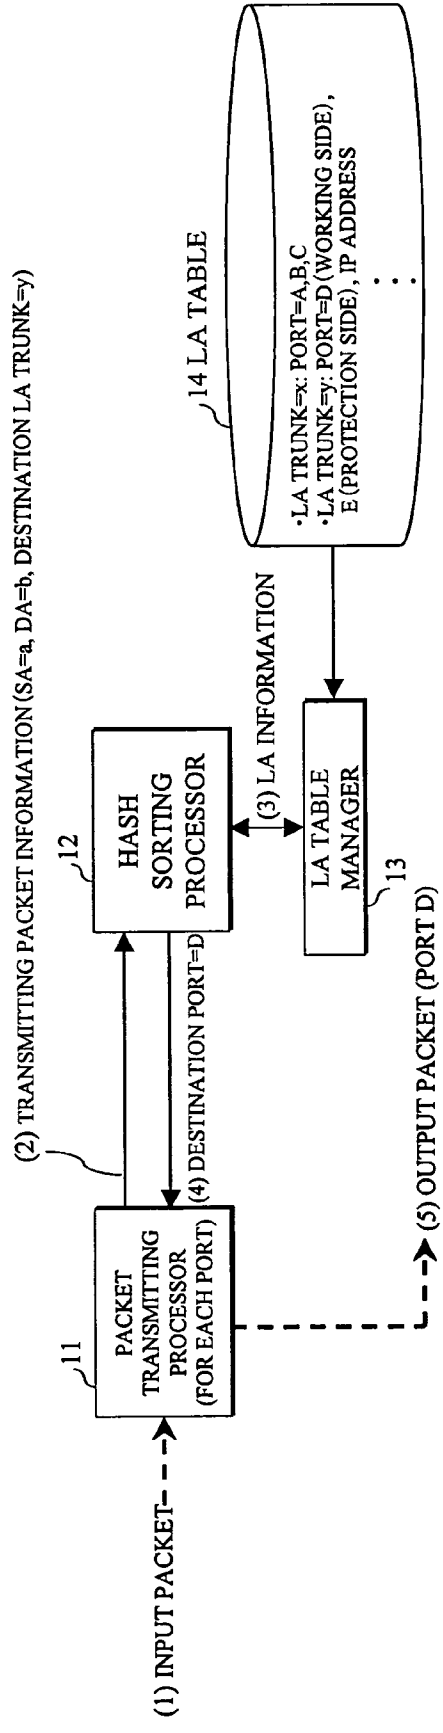 (1) INPUT PACKET
11
PACKET
TRANSMITTING
PROCESSOR
(FOR EACH PORT)
(2) TRANSMITTING PACKET INFORMATION (SA=a, DA=b, DESTINATION LA TRUNK=y)
(4) DESTINATION PORT=D
12
HASH
SORTING
PROCESSOR
(3) LA INFORMATION
LA TABLE
MANAGER
13
(5) OUTPUT PACKET (PORT D)
14 LA TABLE
·LA TRUNK=x: PORT=A,B,C
·LA TRUNK=y: PORT=D (WORKING SIDE),
E (PROTECTION SIDE), IP ADDRESS
· · ·